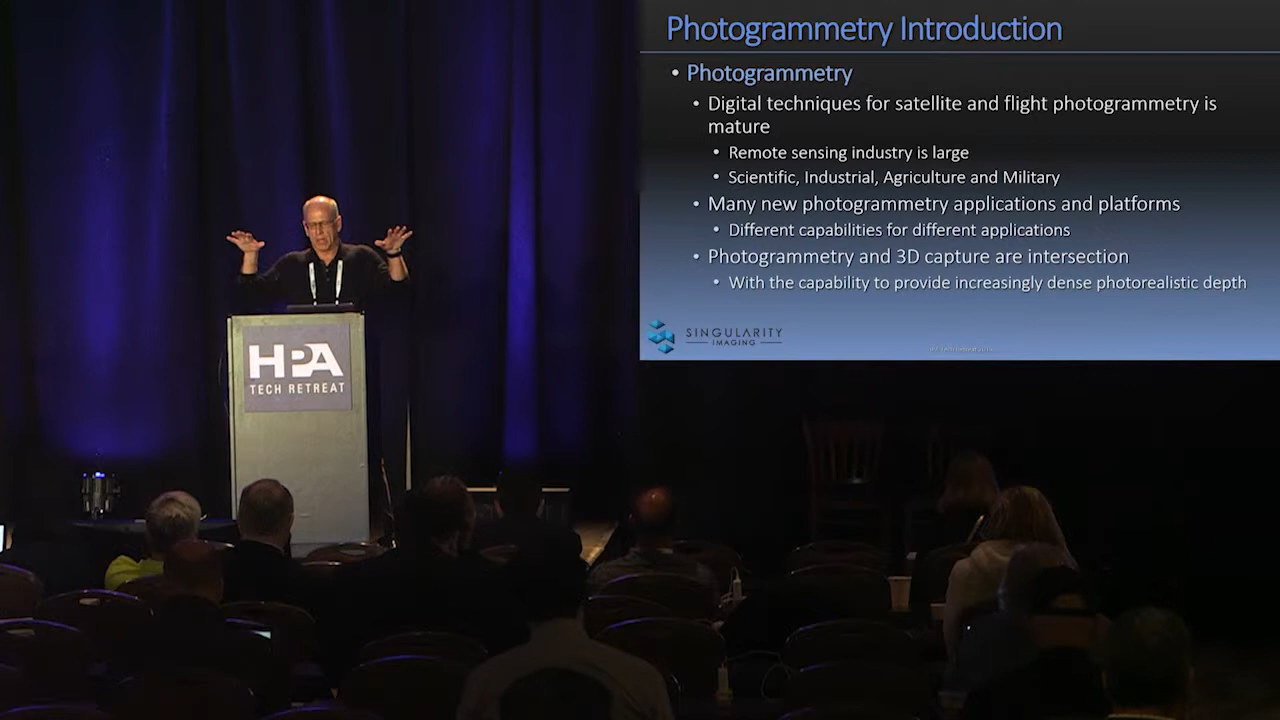 Photogrammetry Introduction
• Photogrammetry
• Digital techniques for satellite and flight photogrammetry is
mature
• Remote sensing industry is large
• Scientific, Industrial, Agriculture and Military
• Many new photogrammetry applications and platforms
• Different capabilities for different applications
• Photogrammetry and 3D capture are intersection
• With the capability to provide increasingly dense photorealistic depth
SINGULARITY
IMAGING
HPA
TECH RETREAT